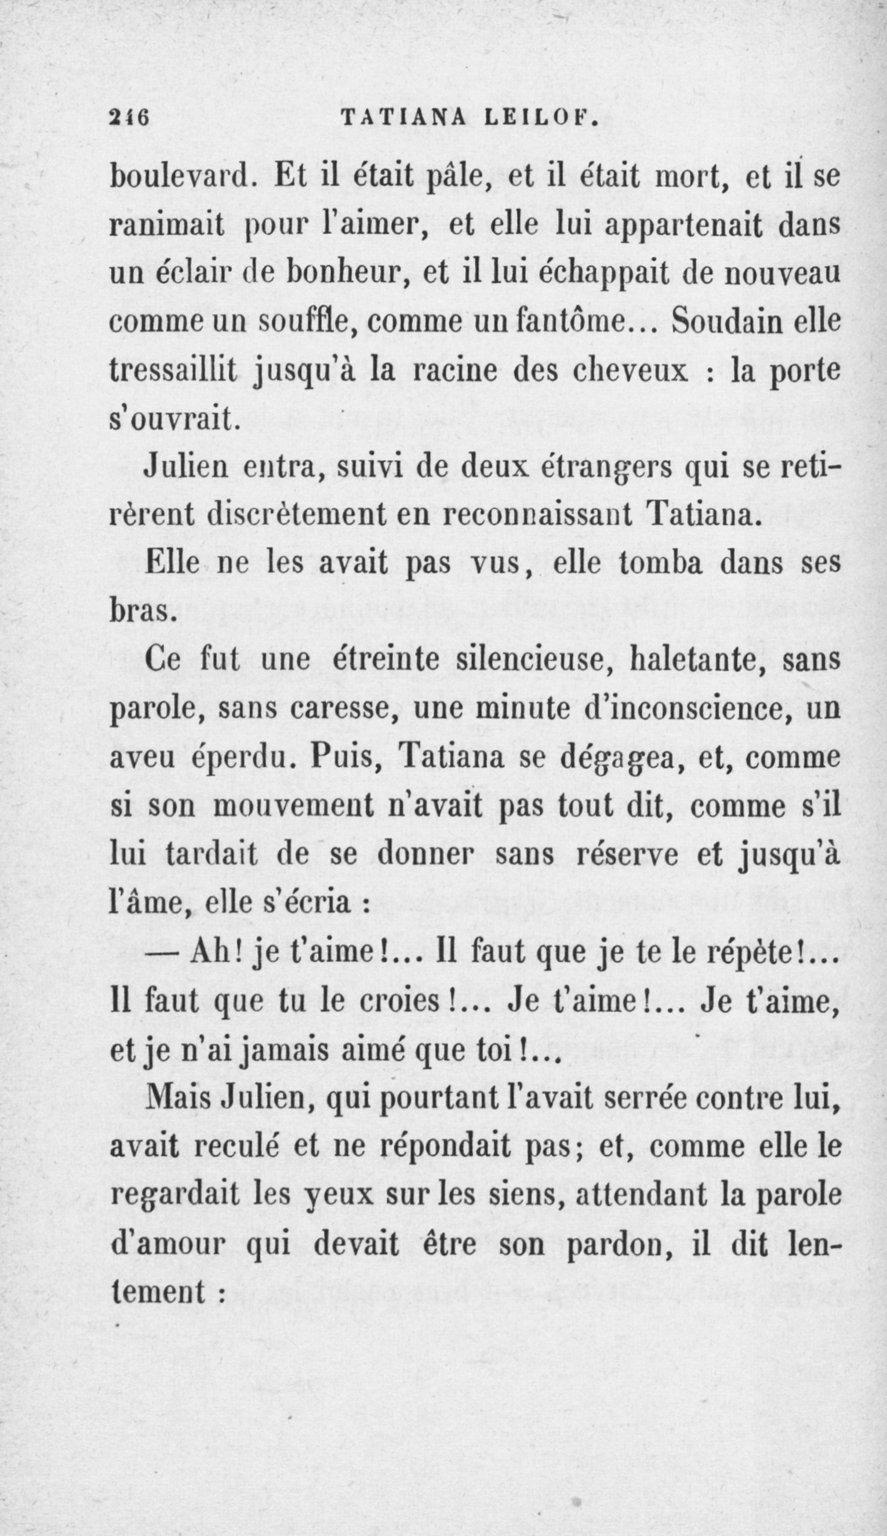 246
TATIANA LEILOF.
boulevard. Et il était pâle, et il était mort, et il se
ranimait pour l'aimer, et elle lui appartenait dans
un éclair de bonheur, et il lui échappait de nouveau
comme un souffle, comme un fantôme... Soudain elle
tressaillit jusqu'à la racine des cheveux : la porte
s'ouvrait.
Julien entra, suivi de deux étrangers qui se reti-
rèrent discrètement en reconnaissant Tatiana.
Elle ne les avait pas vus, elle tomba dans ses
bras.
Ce fut une étreinte silencieuse, haletante, sans
parole, sans caresse, une minute d'inconscience, un
aveu éperdu. Puis, Tatiana se dégagea, et, comme
si son mouvement n'avait pas tout dit, comme s'il
lui tardait de se donner sans réserve et jusqu'à
l'âme, elle s'écria :
— Ah! je t'aime!... Il faut que je te le répète!...
Il faut que tu le croies!... Je t'aime!... Je t'aime,
et je n'ai jamais aimé que toi!...
Mais Julien, qui pourtant l'avait serrée contre lui,
avait reculé et ne répondait pas; et, comme elle le
regardait les yeux sur les siens, attendant la parole
d'amour qui devait être son pardon, il dit len-
tement :